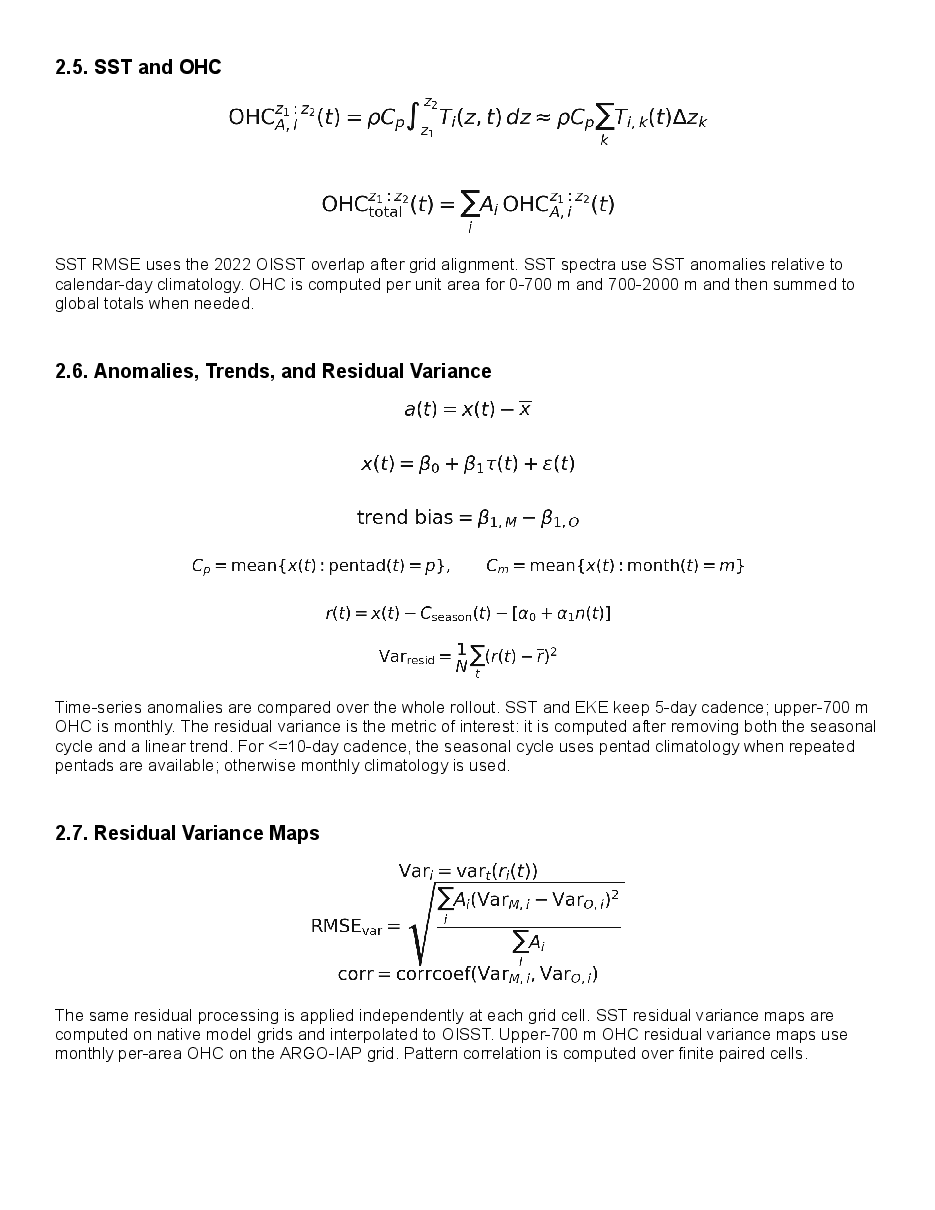 2.5. SST and OHC
OHC_{A,i}^{z_1:z_2}(t) = ρC_p ∫_{z_1}^{z_2} T_i(z, t) dz ≈ ρC_p ∑_k T_{i,k}(t)Δz_k
OHC_{total}^{z_1:z_2}(t) = ∑_i A_i OHC_{A,i}^{z_1:z_2}(t)
SST RMSE uses the 2022 OISST overlap after grid alignment. SST spectra use SST anomalies relative to
calendar-day climatology. OHC is computed per unit area for 0-700 m and 700-2000 m and then summed to
global totals when needed.
2.6. Anomalies, Trends, and Residual Variance
a(t) = x(t) − x̅
x(t) = β_0 + β_1τ(t) + ε(t)
trend bias = β_{1,M} − β_{1,O}
C_p = mean{x(t) : pentad(t) = p},  C_m = mean{x(t) : month(t) = m}
r(t) = x(t) − C_{season}(t) − [α_0 + α_1n(t)]
Var_{resid} = \frac{1}{N} ∑_t (r(t) − r̅)^2
Time-series anomalies are compared over the whole rollout. SST and EKE keep 5-day cadence; upper-700 m
OHC is monthly. The residual variance is the metric of interest: it is computed after removing both the seasonal
cycle and a linear trend. For <=10-day cadence, the seasonal cycle uses pentad climatology when repeated
pentads are available; otherwise monthly climatology is used.
2.7. Residual Variance Maps
Var_i = var_t(r_i(t))
RMSE_{var} = \sqrt{\frac{∑_i A_i(Var_{M,i} − Var_{O,i})^2}{∑_i A_i}}
corr = corrcoef(Var_{M,i}, Var_{O,i})
The same residual processing is applied independently at each grid cell. SST residual variance maps are
computed on native model grids and interpolated to OISST. Upper-700 m OHC residual variance maps use
monthly per-area OHC on the ARGO-IAP grid. Pattern correlation is computed over finite paired cells.